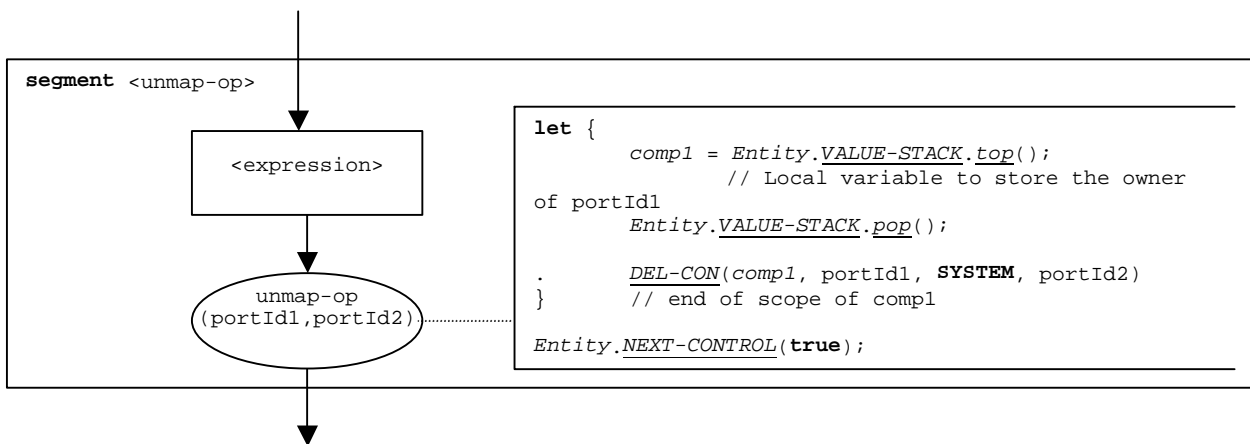 segment <unmap-op>
<expression>
unmap-op
(portId1,portId2)
let {
comp1 = Entity.VALUE-STACK.top();
// Local variable to store the owner
of portId1
Entity.VALUE-STACK.pop();
. DEL-CON(comp1, portId1, SYSTEM, portId2)
} // end of scope of comp1
Entity.NEXT-CONTROL(true);